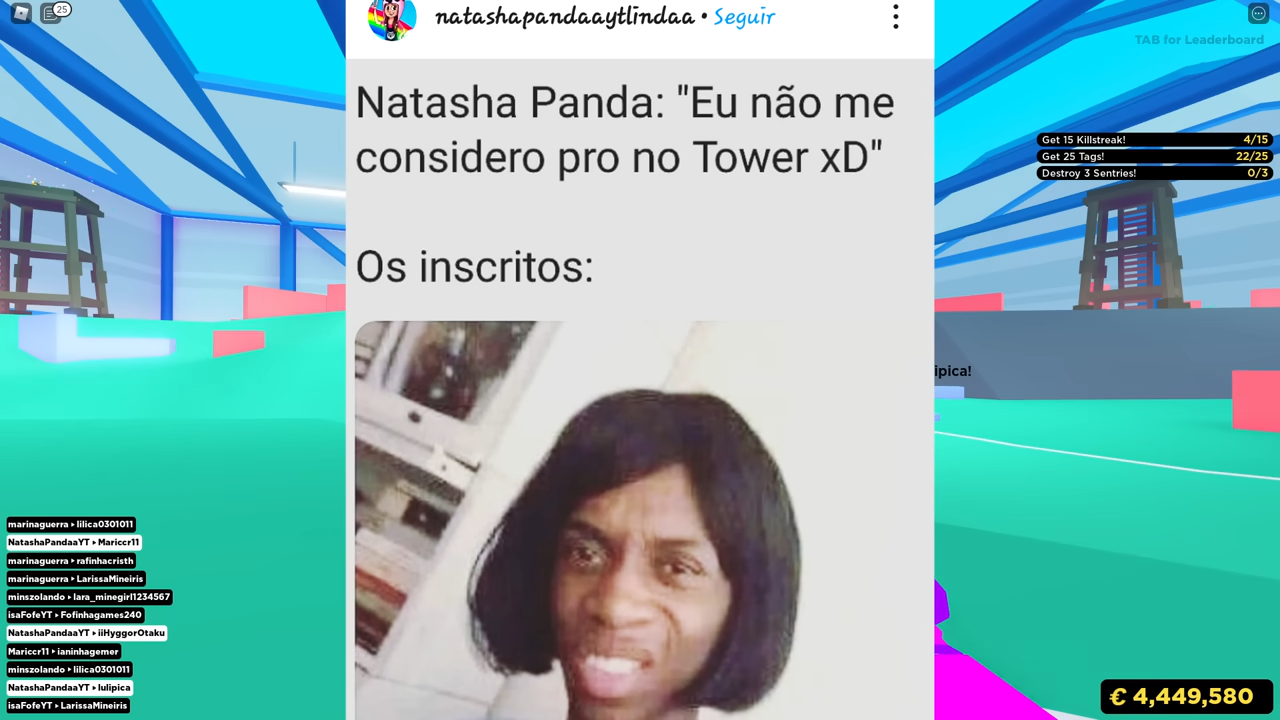 25
natashapandaaytlindaa • Seguir
TAB for Leaderboard
Natasha Panda: "Eu não me
considero pro no Tower xD"
Os inscritos:
Get 15 Killstreak! 4/15
Get 25 Tags! 22/25
Destroy 3 Sentries! 0/3
ipica!
marinaguerra ▸ lilica0301011
NatashaPandaaYT ▸ Mariccr11
marinaguerra ▸ rafinhacristh
marinaguerra ▸ LarissaMineiris
minszolando ▸ lara_minegirl1234567
isaFofeYT ▸ Fofinhagames240
NatashaPandaaYT ▸ iiHyggorOtaku
Mariccr11 ▸ ianinhagemer
minszolando ▸ lilica0301011
NatashaPandaaYT ▸ lulipica
isaFofeYT ▸ LarissaMineiris
€ 4,449,580